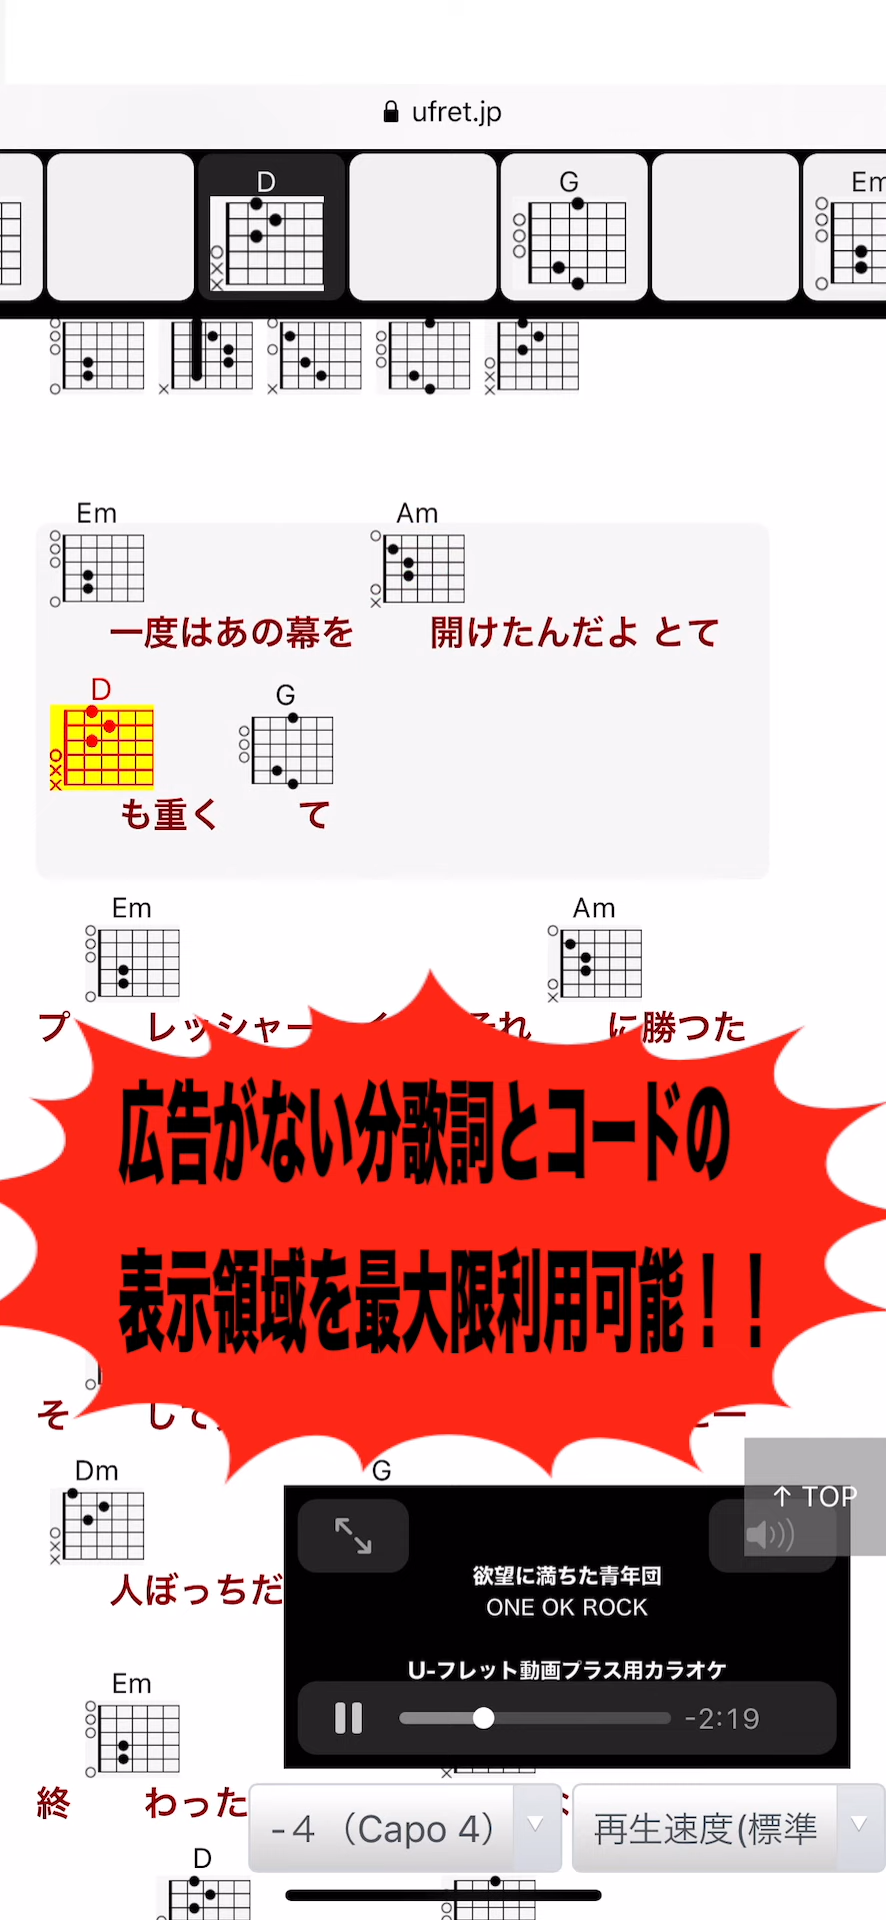 ufret.jp
D G Em
Em Am
一度はあの幕を 開けたんだよ とて
D G
も重く て
Em Am
プ レッシャー それ に勝つた
広告がない分歌詞とコードの
表示領域を最大限利用可能！！
そ して
Dm G
↑ TOP
人ぼっちだ
欲望に満ちた青年団
ONE OK ROCK
U-フレット動画プラス用カラオケ
-2:19
Em
終 わった
-4（Capo 4） 再生速度(標準
D